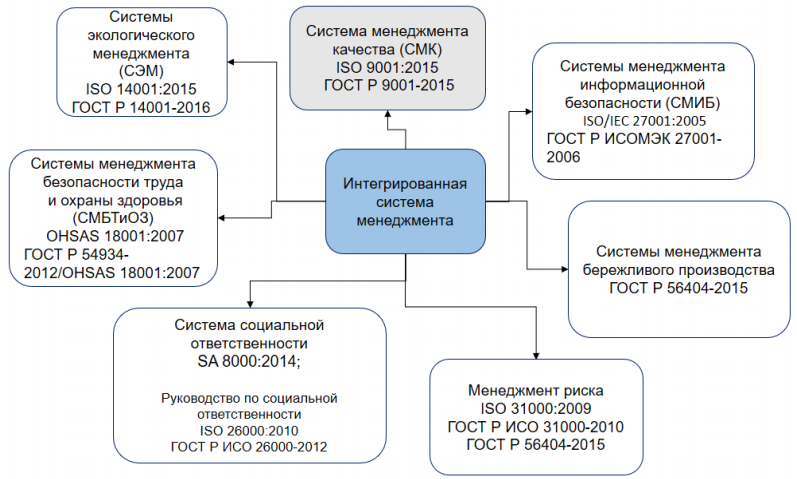 Системы
экологического
менеджмента
(СЭМ)
ISO 14001:2015
ГОСТ Р 14001-2016
Система менеджмента
качества (СМК)
ISO 9001:2015
ГОСТ Р 9001-2015
Системы менеджмента
информационной
безопасности (СМИБ)
ISO/IEC 27001:2005
ГОСТ Р ИСОМЭК 27001-
2006
Системы менеджмента
безопасности труда
и охраны здоровья
(СМБТиОЗ)
OHSAS 18001:2007
ГОСТ Р 54934-
2012/OHSAS 18001:2007
Интегрированная
система
менеджмента
Системы менеджмента
бережливого производства
ГОСТ Р 56404-2015
Система социальной
ответственности
SA 8000:2014;
Руководство по социальной
ответственности
ISO 26000:2010
ГОСТ Р ИСО 26000-2012
Менеджмент риска
ISO 31000:2009
ГОСТ Р ИСО 31000-2010
ГОСТ Р 56404-2015